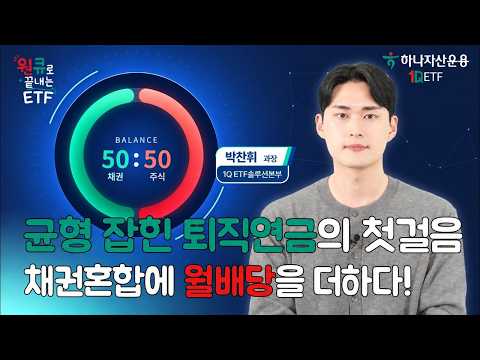 원큐로
끝내는
ETF
하나자산운용
1Q ETF
BALANCE
50 : 50
채권 주식
박찬휘 과장
1Q ETF솔루션본부
균형 잡힌 퇴직연금의 첫걸음
채권혼합에 월배당을 더하다!